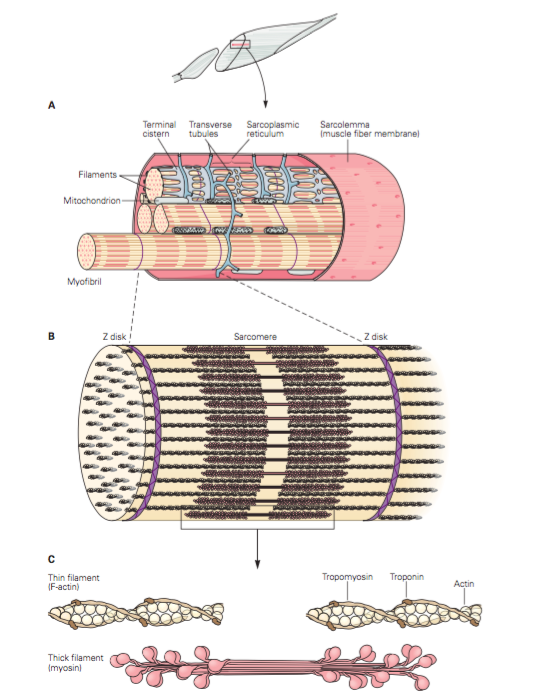 A
Terminal cistern
Transverse tubules
Sarcoplasmic reticulum
Sarcolemma (muscle fiber membrane)
Filaments
Mitochondrion
Myofibril
B
Z disk
Sarcomere
Z disk
C
Thin filament (F-actin)
Tropomyosin
Troponin
Actin
Thick filament (myosin)